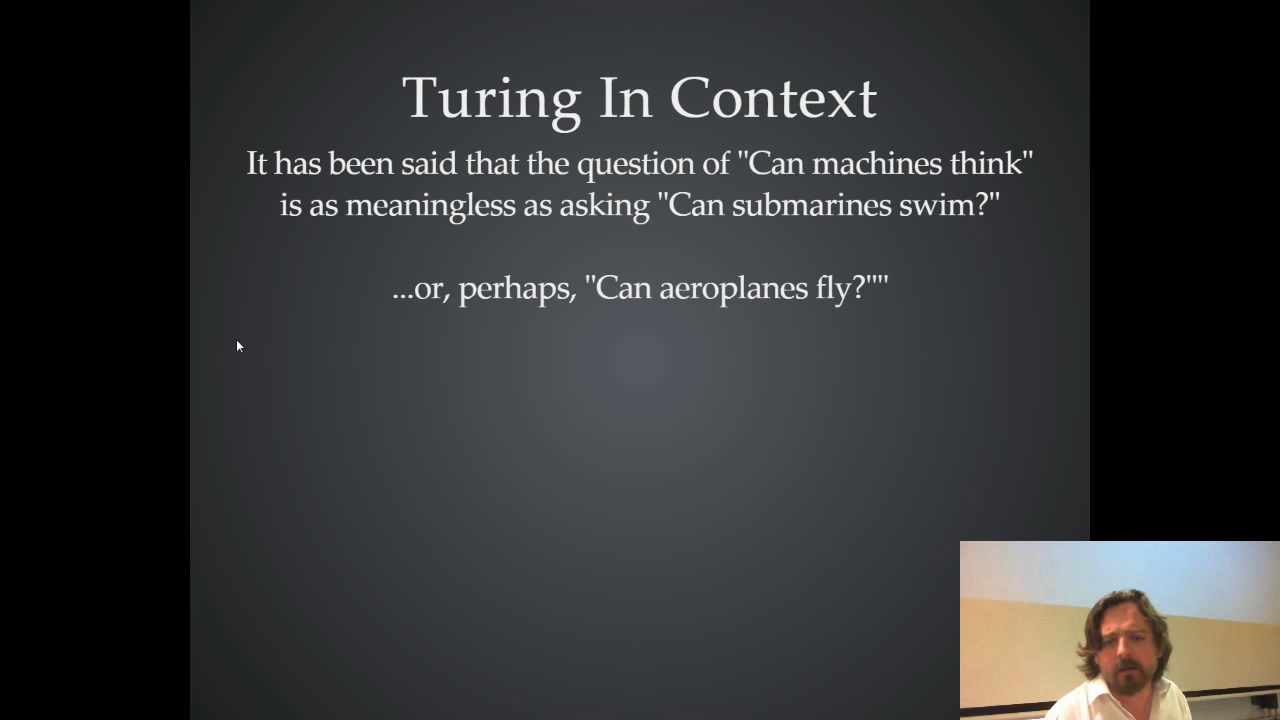 Turing In Context
It has been said that the question of "Can machines think"
is as meaningless as asking "Can submarines swim?"
...or, perhaps, "Can aeroplanes fly?""